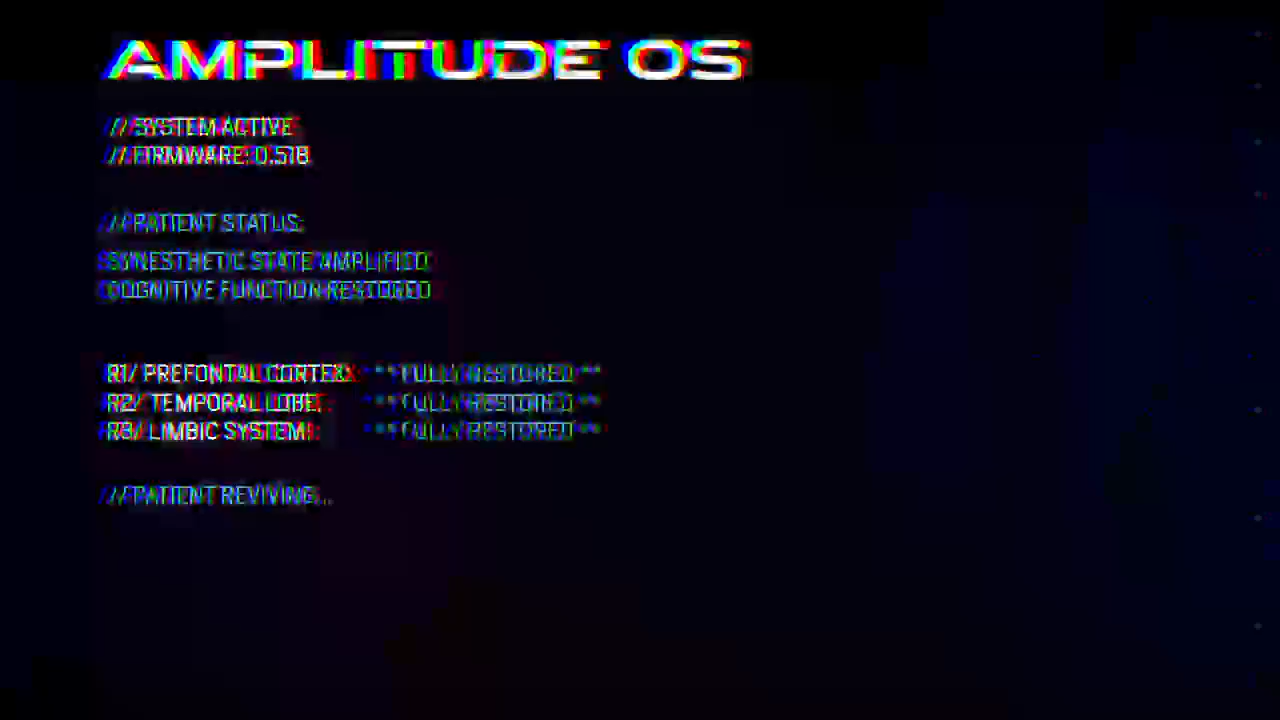 AMPLITUDE OS
// SYSTEM ACTIVE
// FIRMWARE: 0.518
// PATIENT STATUS:
SYNESTHETIC STATE AMPLIFIED
COGNITIVE FUNCTION RESTORED
R1/ PREFONTAL CORTEX: **FULLY RESTORED**
R2/ TEMPORAL LOBE: **FULLY RESTORED**
R3/ LIMBIC SYSTEM: **FULLY RESTORED**
// PATIENT REVIVING...